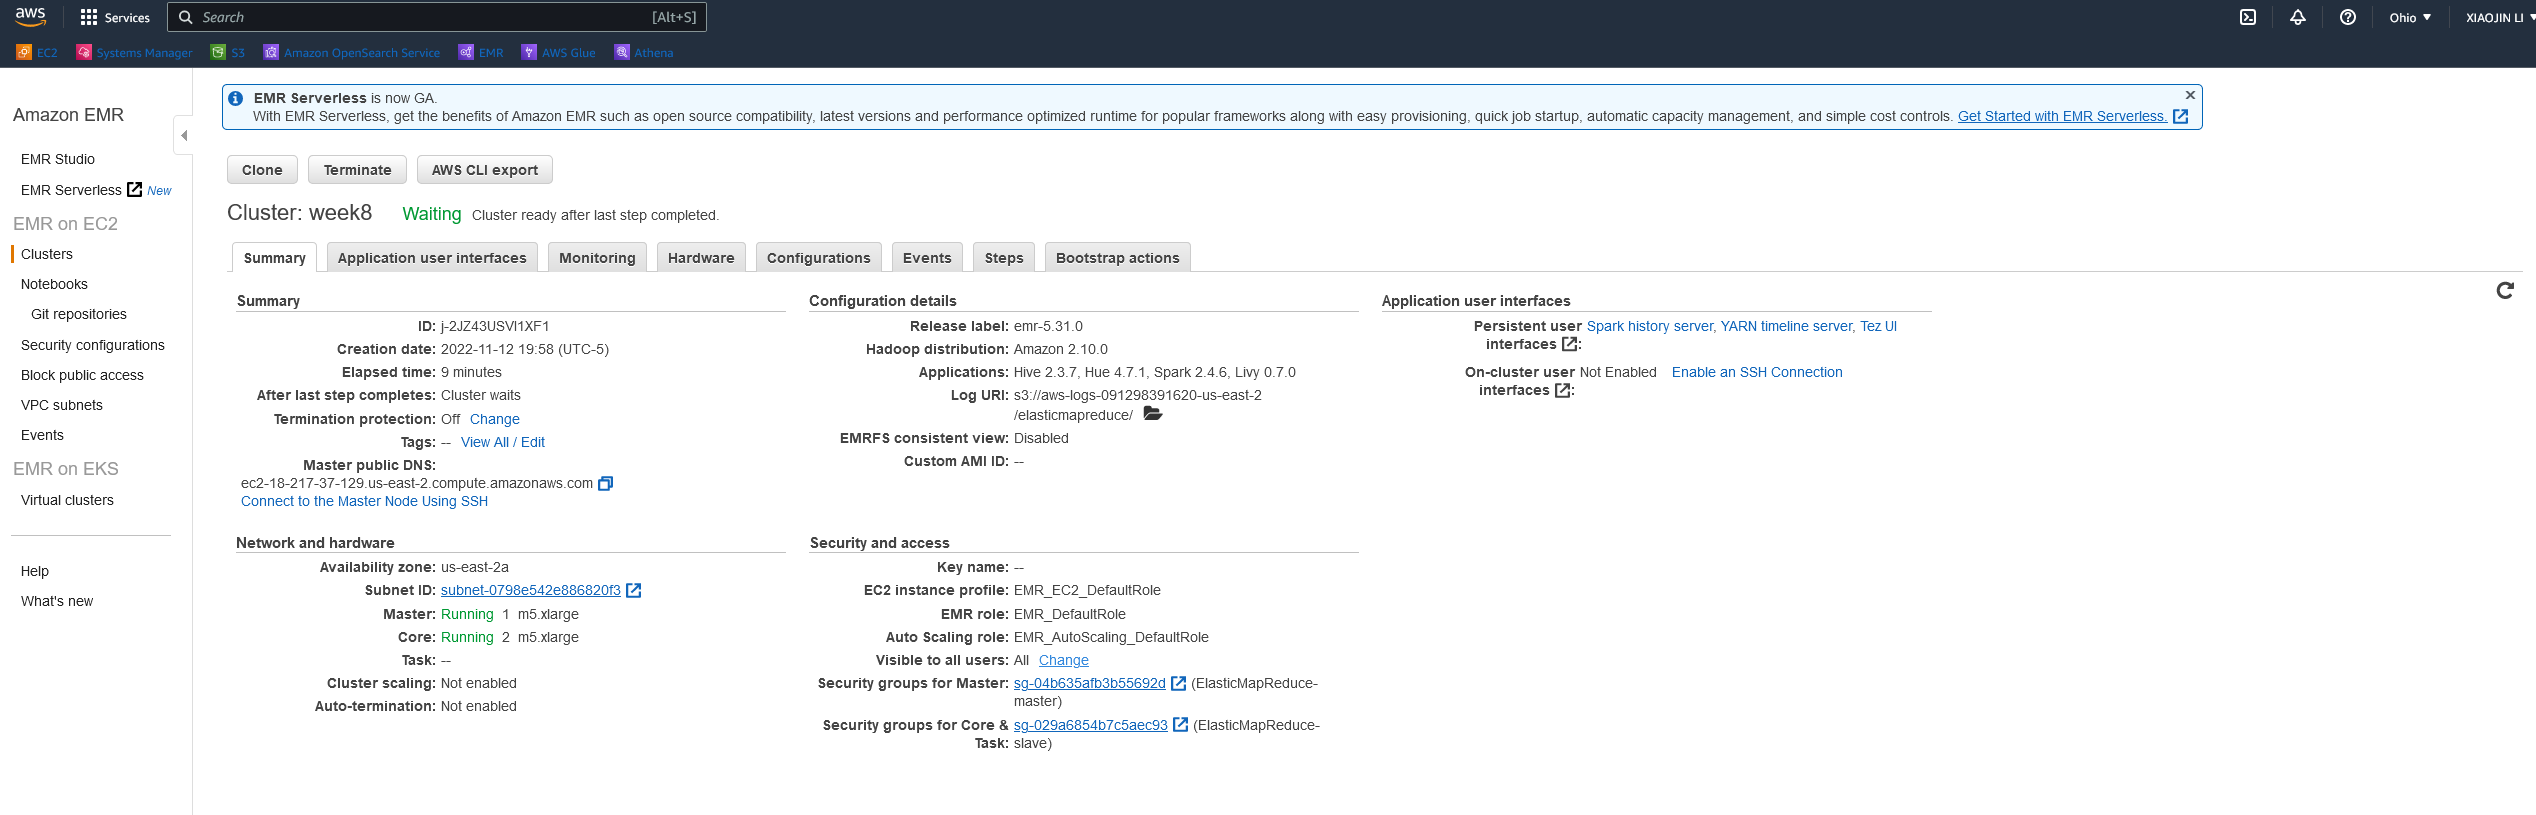 aws
Services
Search [Alt+S]
Ohio
XIAOJIN LI
EC2 Systems Manager S3 Amazon OpenSearch Service EMR AWS Glue Athena
Amazon EMR
EMR Studio
EMR Serverless New
EMR on EC2
Clusters
Notebooks
Git repositories
Security configurations
Block public access
VPC subnets
Events
EMR on EKS
Virtual clusters
Help
What's new
EMR Serverless is now GA.
With EMR Serverless, get the benefits of Amazon EMR such as open source compatibility, latest versions and performance optimized runtime for popular frameworks along with easy provisioning, quick job startup, automatic capacity management, and simple cost controls. Get Started with EMR Serverless.
Clone Terminate AWS CLI export
Cluster: week8 Waiting Cluster ready after last step completed.
Summary Application user interfaces Monitoring Hardware Configurations Events Steps Bootstrap actions
Summary
ID: j-2JZ43USVI1XF1
Creation date: 2022-11-12 19:58 (UTC-5)
Elapsed time: 9 minutes
After last step completes: Cluster waits
Termination protection: Off Change
Tags: -- View All / Edit
Master public DNS:
ec2-18-217-37-129.us-east-2.compute.amazonaws.com
Connect to the Master Node Using SSH
Configuration details
Release label: emr-5.31.0
Hadoop distribution: Amazon 2.10.0
Applications: Hive 2.3.7, Hue 4.7.1, Spark 2.4.6, Livy 0.7.0
Log URI: s3://aws-logs-091298391620-us-east-2
/elasticmapreduce/
EMRFS consistent view: Disabled
Custom AMI ID: --
Application user interfaces
Persistent user Spark history server, YARN timeline server, Tez UI
interfaces :
On-cluster user Not Enabled Enable an SSH Connection
interfaces :
Network and hardware
Availability zone: us-east-2a
Subnet ID: subnet-0798e542e886820f3
Master: Running 1 m5.xlarge
Core: Running 2 m5.xlarge
Task: --
Cluster scaling: Not enabled
Auto-termination: Not enabled
Security and access
Key name: --
EC2 instance profile: EMR_EC2_DefaultRole
EMR role: EMR_DefaultRole
Auto Scaling role: EMR_AutoScaling_DefaultRole
Visible to all users: All Change
Security groups for Master: sg-04b635afb3b55692d (ElasticMapReduce-
master)
Security groups for Core & sg-029a6854b7c5aec93 (ElasticMapReduce-
Task: slave)